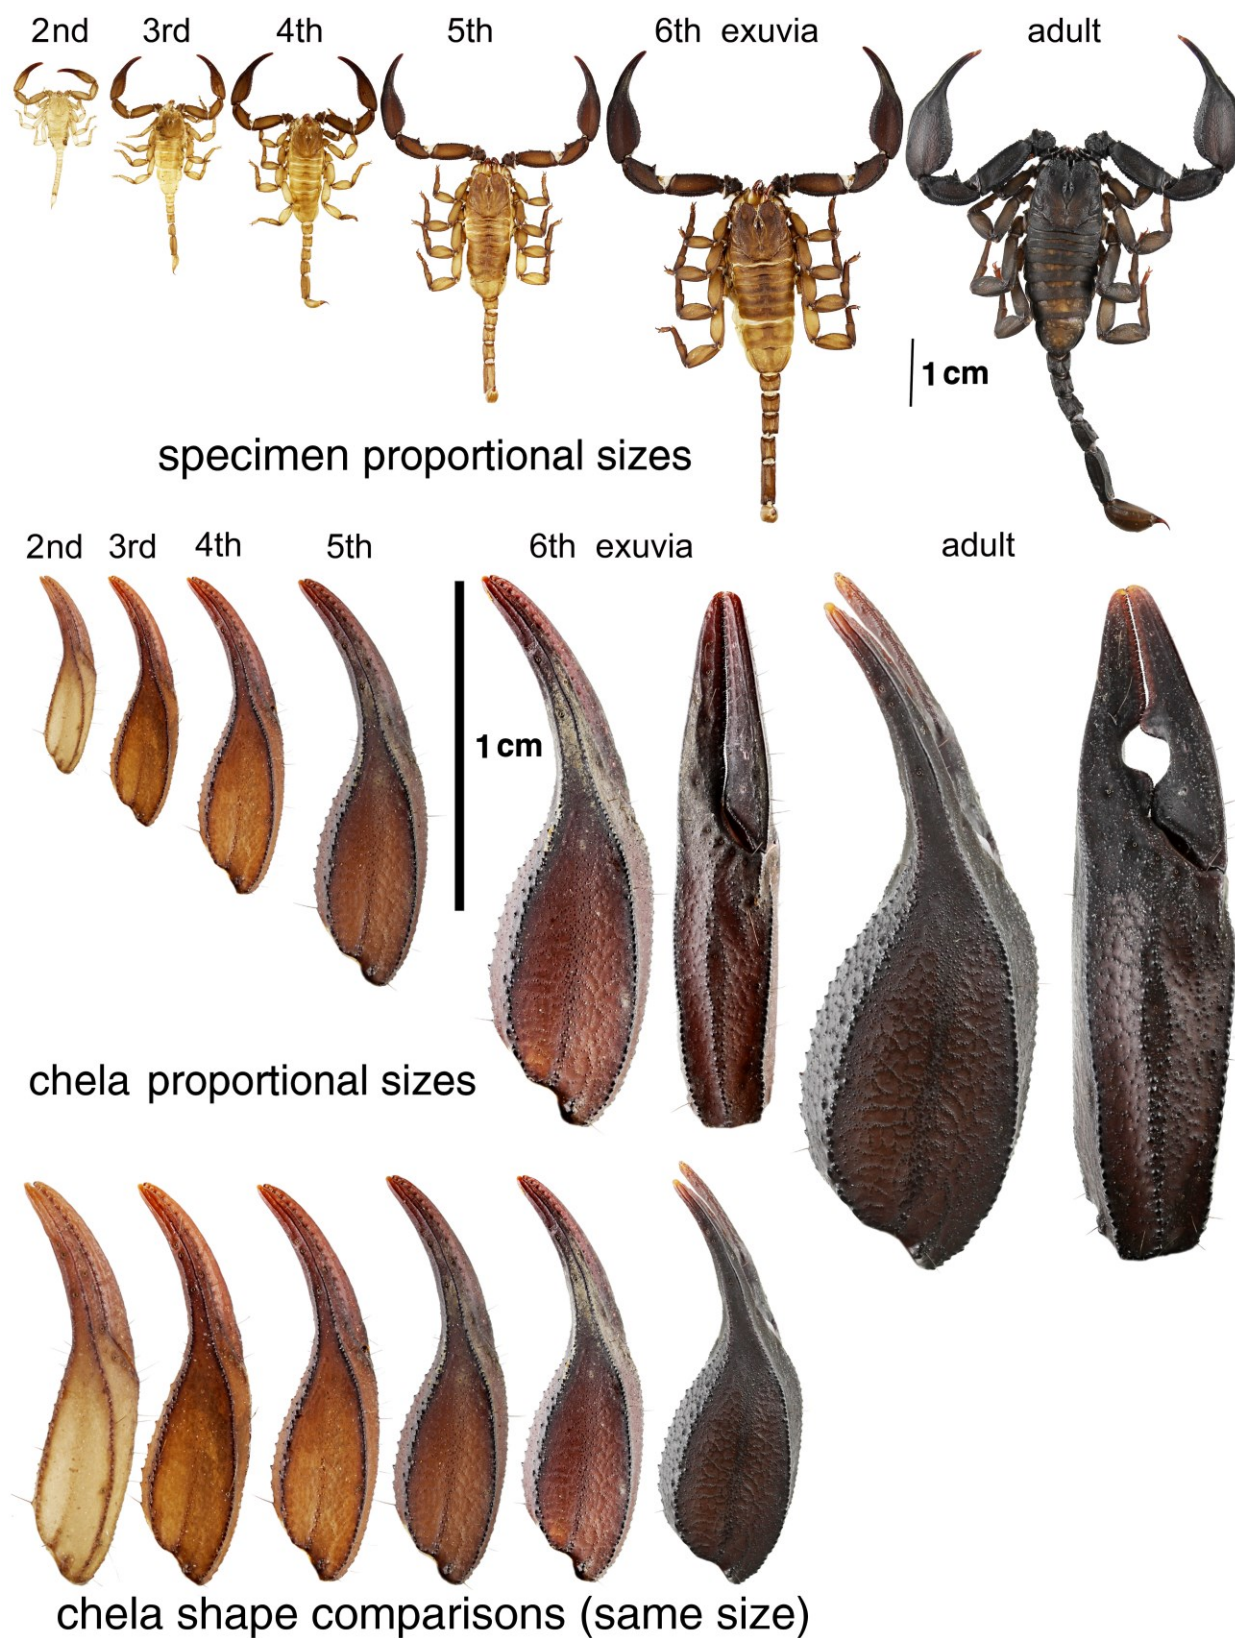 2nd 3rd 4th 5th 6th exuvia adult
1 cm
specimen proportional sizes
2nd 3rd 4th 5th 6th exuvia adult
1 cm
chela proportional sizes
chela shape comparisons (same size)